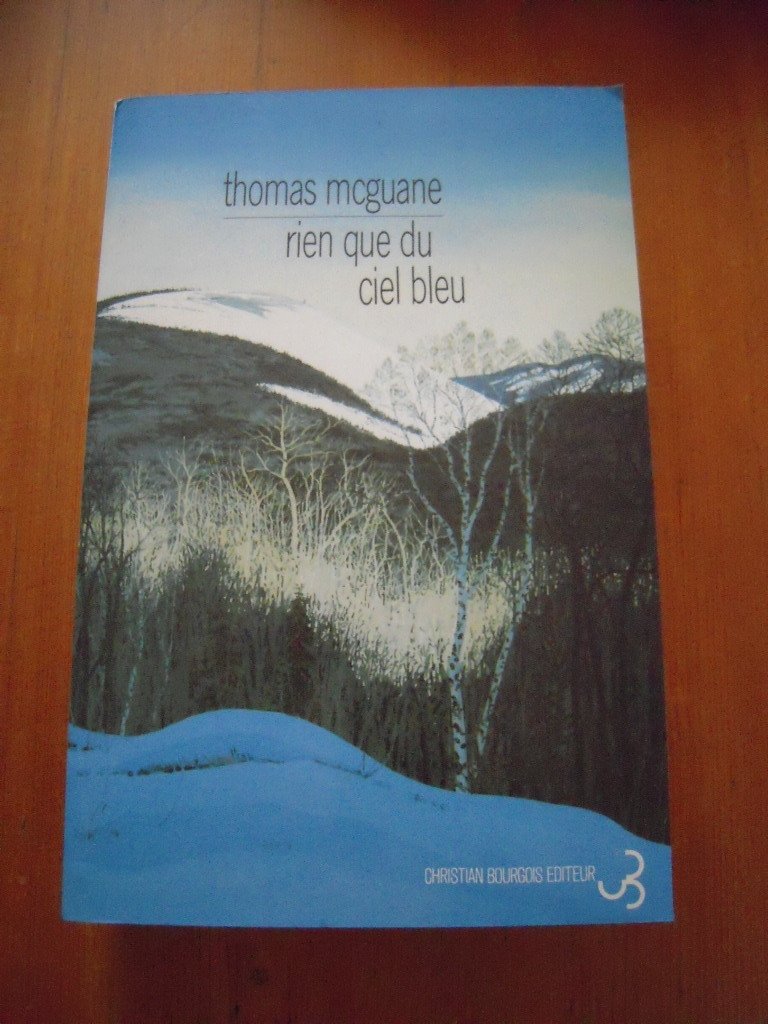 thomas mcguane
rien que du
ciel bleu
CHRISTIAN BOURGOIS EDITEUR